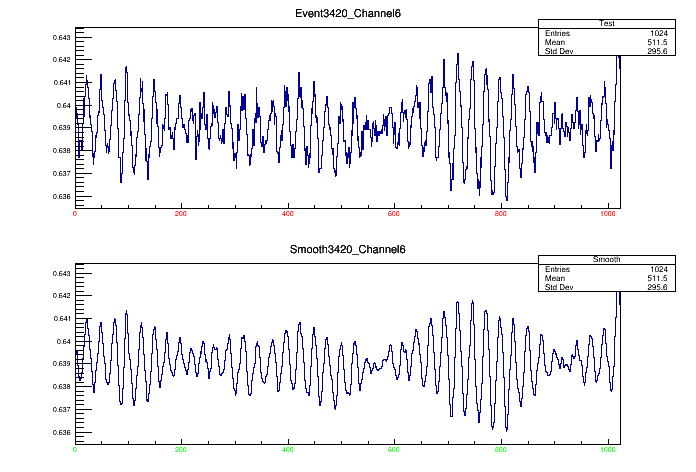 Event3420_Channel6
Test
Entries 1024
Mean 511.5
Std Dev 295.6
0.643
0.642
0.641
0.64
0.639
0.638
0.637
0.636
0 200 400 600 800 1000
Smooth3420_Channel6
Smooth
Entries 1024
Mean 511.5
Std Dev 295.6
0.643
0.642
0.641
0.64
0.639
0.638
0.637
0.636
0 200 400 600 800 1000